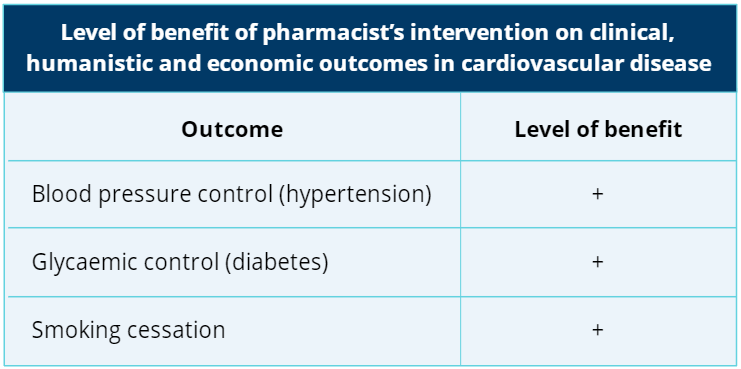 Level of benefit of pharmacist’s intervention on clinical,
humanistic and economic outcomes in cardiovascular disease
Outcome Level of benefit
Blood pressure control (hypertension) +
Glycaemic control (diabetes) +
Smoking cessation +